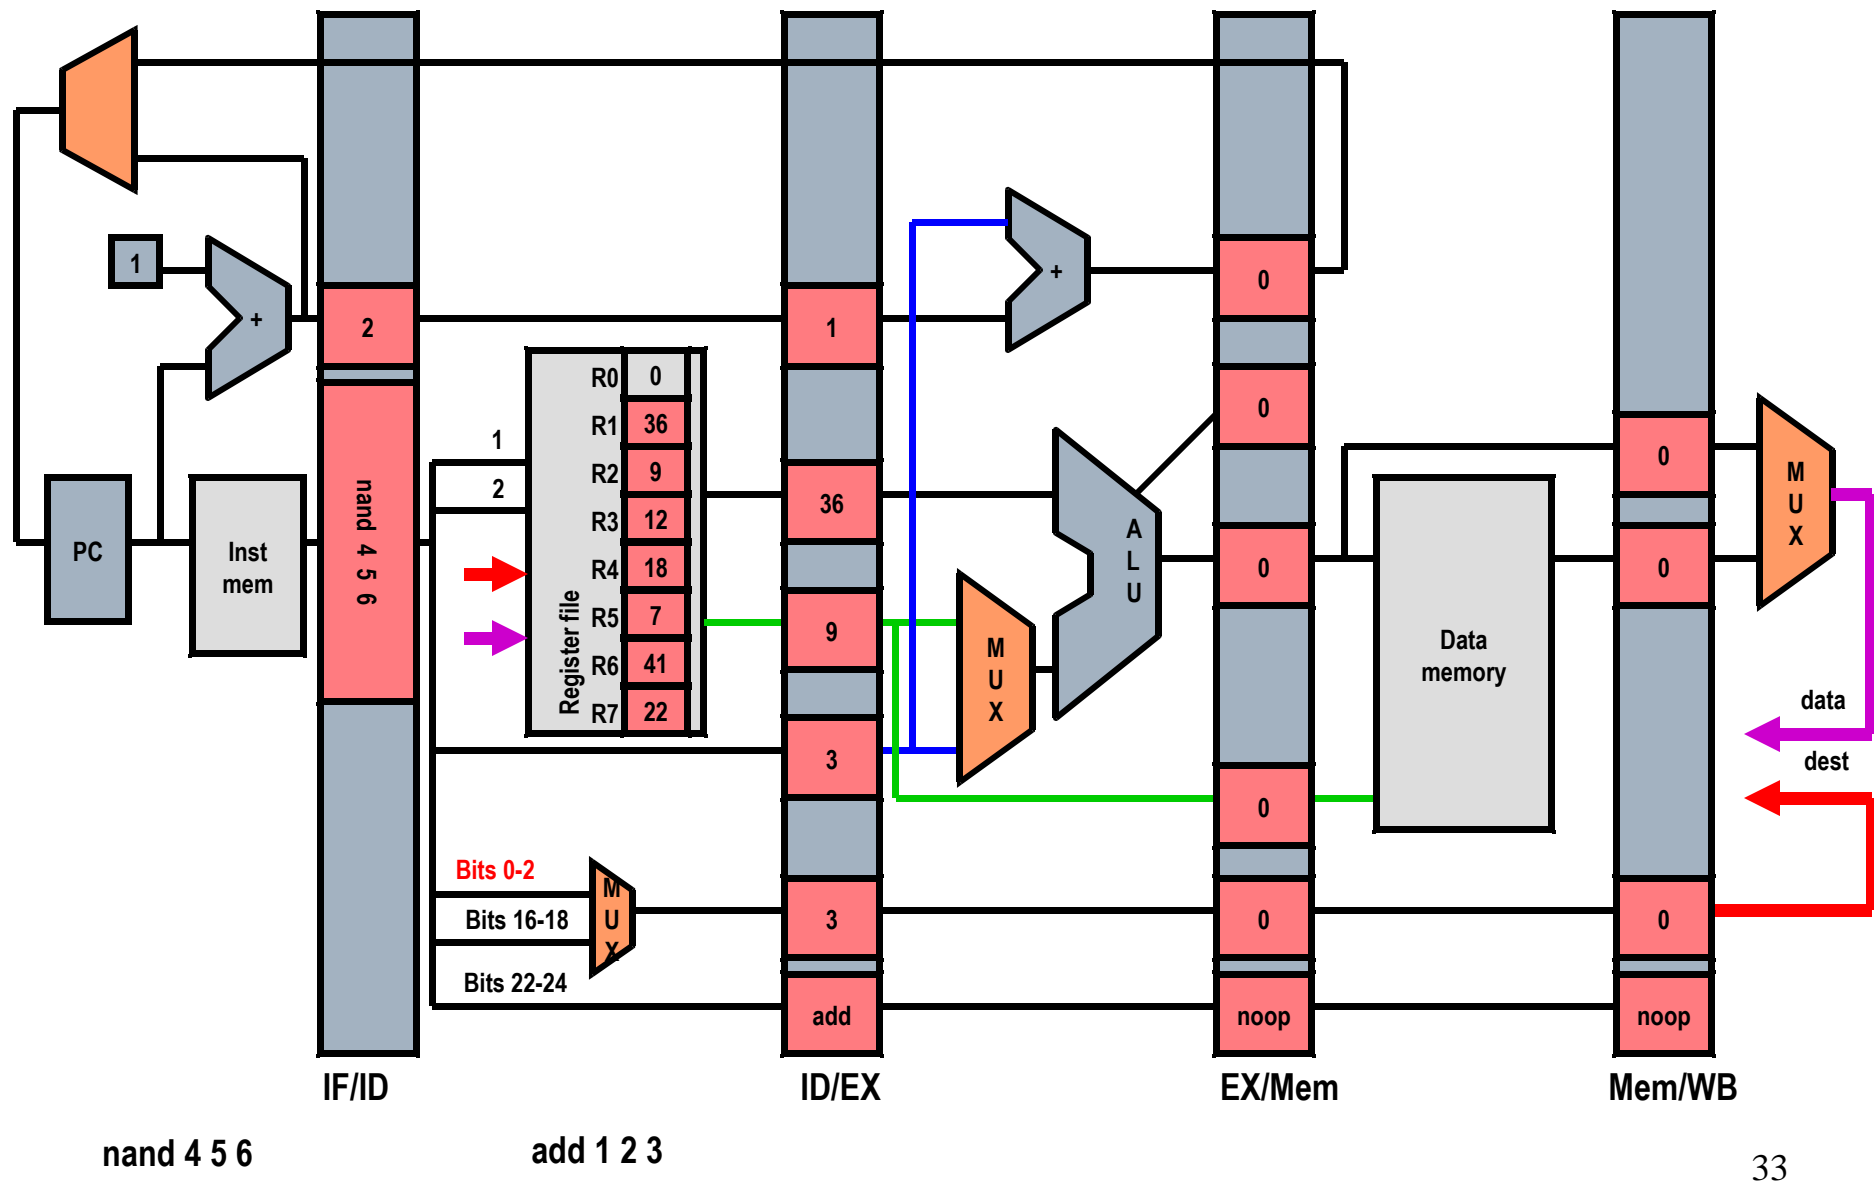 1
+
2
1
+
0
R0 0
R1 36
R2 9
R3 12
R4 18
R5 7
R6 41
R7 22
Register file
1
2
nand 4 5 6
PC
Inst
mem
36
9
3
M
U
X
A
L
U
0
0
0
Data
memory
0
0
M
U
X
data
dest
Bits 0-2
Bits 16-18
Bits 22-24
M
U
X
3
0
0
add
noop
noop
IF/ID
ID/EX
EX/Mem
Mem/WB
nand 4 5 6
add 1 2 3
33